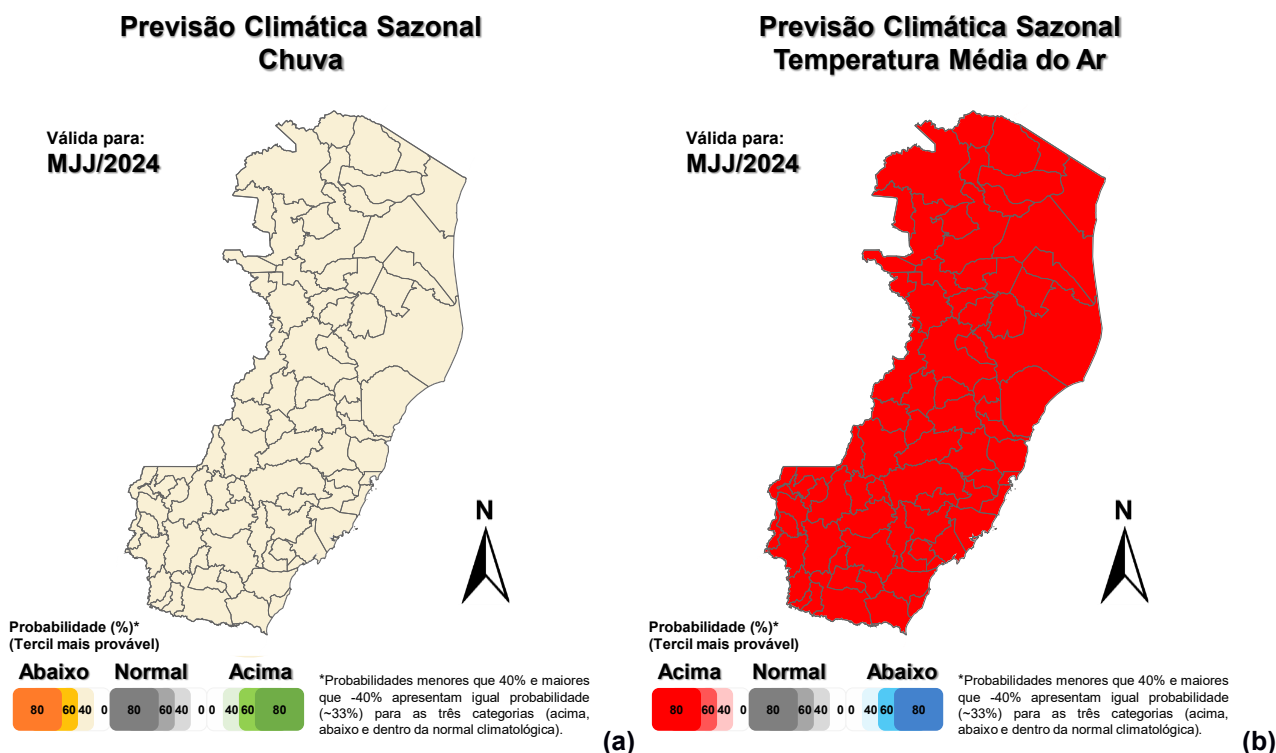 Previsão Climática Sazonal
Chuva
Válida para:
MJJ/2024
N
Probabilidade (%)*
(Tercil mais provável)
Abaixo Normal Acima
80 60 40 0 80 60 40 0 0 40 60 80
*Probabilidades menores que 40% e maiores
que -40% apresentam igual probabilidade
(~33%) para as três categorias (acima,
abaixo e dentro da normal climatológica).
(a)
Previsão Climática Sazonal
Temperatura Média do Ar
Válida para:
MJJ/2024
N
Probabilidade (%)*
(Tercil mais provável)
Acima Normal Abaixo
80 60 40 0 80 60 40 0 0 40 60 80
*Probabilidades menores que 40% e maiores
que -40% apresentam igual probabilidade
(~33%) para as três categorias (acima,
abaixo e dentro da normal climatológica).
(b)